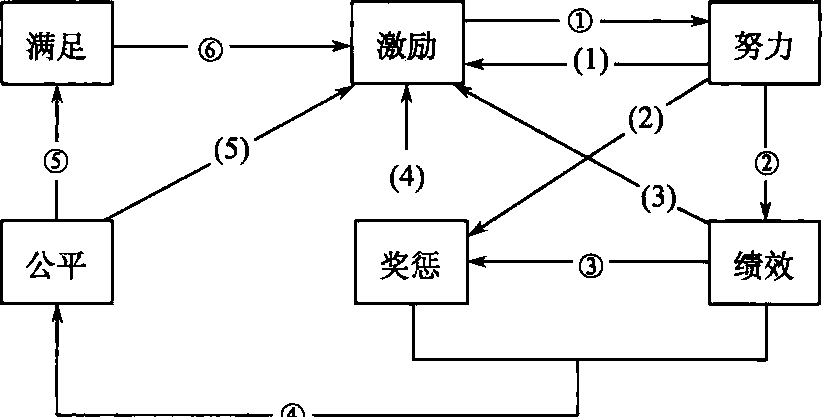 满足
⑥
激励
①
努力
(1)
(2)
⑤
(5)
(4)
(3)
②
公平
奖惩
③
绩效
④